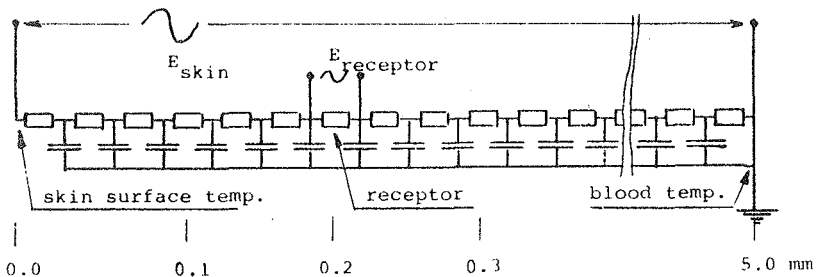 E skin
E receptor
skin surface temp.
receptor
blood temp.
0.0 0.1 0.2 0.3 5.0 mm